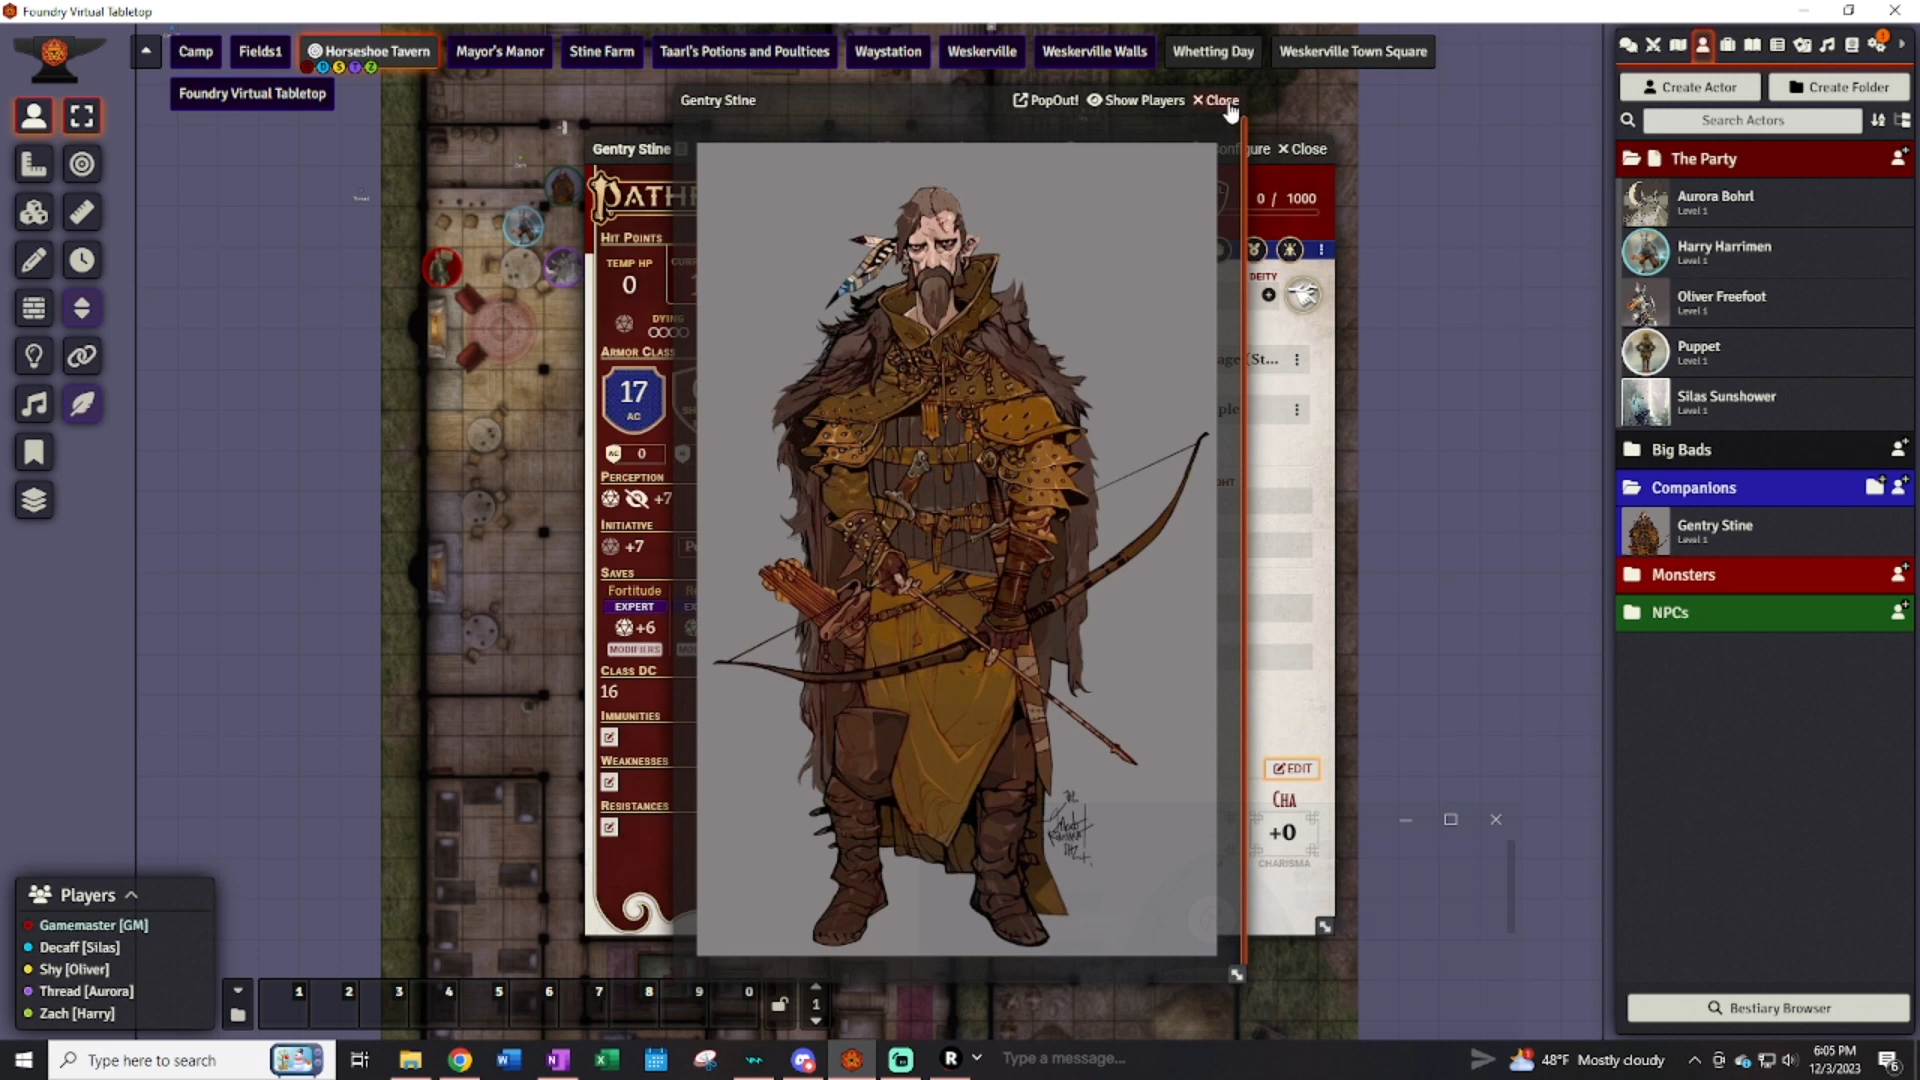 Foundry Virtual Tabletop
Camp
Fields1
Horseshoe Tavern
Mayor's Manor
Stine Farm
Taarl's Potions and Poultices
Waystation
Weskerville
Weskerville Walls
Whetting Day
Weskerville Town Square
D
S
T
Z
Foundry Virtual Tabletop
Gentry Stine
PopOut!
Show Players
Close
Gentry Stine
Close
0 / 1000
Hit Points
TEMP HP
0
DYING
DEITY
Armor Class
17
AC
AC
0
Perception
+7
Initiative
+7
Saves
Fortitude
EXPERT
+6
MODIFIERS
Class DC
16
Immunities
Weaknesses
Resistances
EDIT
Cha
+0
CHARISMA
Create Actor
Create Folder
Search Actors
The Party
Aurora Bohrl
Level 1
Harry Harrimen
Level 1
Oliver Freefoot
Level 1
Puppet
Level 1
Silas Sunshower
Level 1
Big Bads
Companions
Gentry Stine
Level 1
Monsters
NPCs
Bestiary Browser
Players
Gamemaster [GM]
Decaff [Silas]
Shy [Oliver]
Thread [Aurora]
Zach [Harry]
1 2 3 4 5 6 7 8 9 0
1
Type here to search
Type a message...
48°F Mostly cloudy
6:05 PM
12/3/2023
6